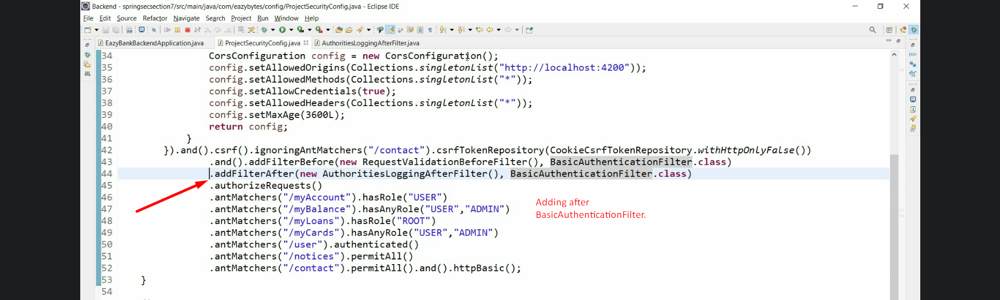 Backend - springsecsection7/src/main/java/com/eazybytes/config/ProjectSecurityConfig.java - Eclipse IDE
File Edit Source Refactor Navigate Search Project Run Window Help
EazyBankBackendApplication.java ProjectSecurityConfig.java AuthoritiesLoggingAfterFilter.java
34 CorsConfiguration config = new CorsConfiguration();
35 config.setAllowedOrigins(Collections.singletonList("http://localhost:4200"));
36 config.setAllowedMethods(Collections.singletonList("*"));
37 config.setAllowCredentials(true);
38 config.setAllowedHeaders(Collections.singletonList("*"));
39 config.setMaxAge(3600L);
40 return config;
41 }
42 }).and().csrf().ignoringAntMatchers("/contact").csrfTokenRepository(CookieCsrfTokenRepository.withHttpOnlyFalse())
43 .and().addFilterBefore(new RequestValidationBeforeFilter(), BasicAuthenticationFilter.class)
44 .addFilterAfter(new AuthoritiesLoggingAfterFilter(), BasicAuthenticationFilter.class)
45 .authorizeRequests()
46 .antMatchers("/myAccount").hasRole("USER")
47 .antMatchers("/myBalance").hasAnyRole("USER","ADMIN")
48 .antMatchers("/myLoans").hasRole("ROOT")
49 .antMatchers("/myCards").hasAnyRole("USER","ADMIN")
50 .antMatchers("/user").authenticated()
51 .antMatchers("/notices").permitAll()
52 .antMatchers("/contact").permitAll().and().httpBasic();
53 }
54
Adding after
BasicAuthenticationFilter.